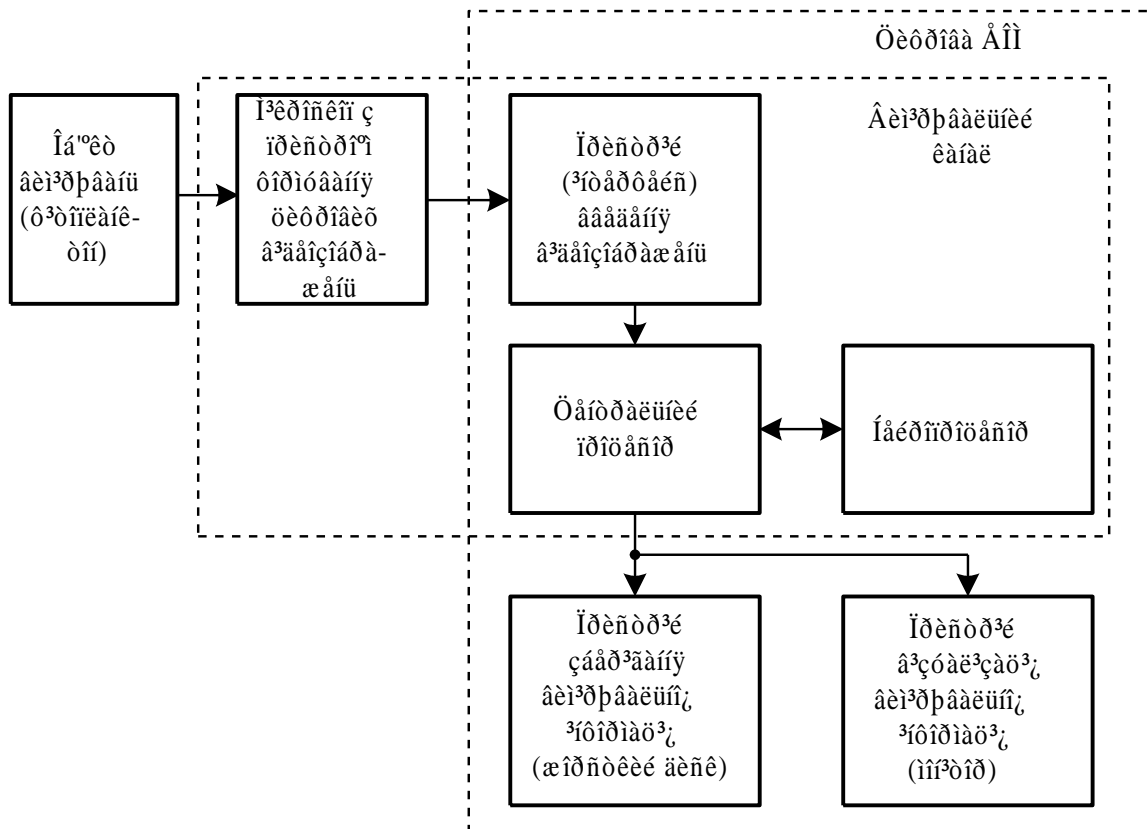 Öèôðîâà ÅÎÌ
Âèì³ðþâàëüíèé
êàíàë
Îá'ºêò
âèì³ðþâàíü
(ô³òîïëàíê-
òîí)
Ì³êðîñêîï ç
ïðèñòðîºì
ôîðìóâàííÿ
öèôðîâèõ
â³äåîçîáðà-
æåíü
Ïðèñòð³é
(³íòåðôåéñ)
ââåäåííÿ
â³äåîçîáðàæåíü
Öåíòðàëüíèé
ïðîöåñîð
Íåéðîïðîöåñîð
Ïðèñòð³é
çáåð³ãàííÿ
âèì³ðþâàëüíî¿
³íôîðìàö³¿
(æîðñòêèé äèñê)
Ïðèñòð³é
â³çóàë³çàö³¿
âèì³ðþâàëüíî¿
³íôîðìàö³¿
(ìîí³òîð)